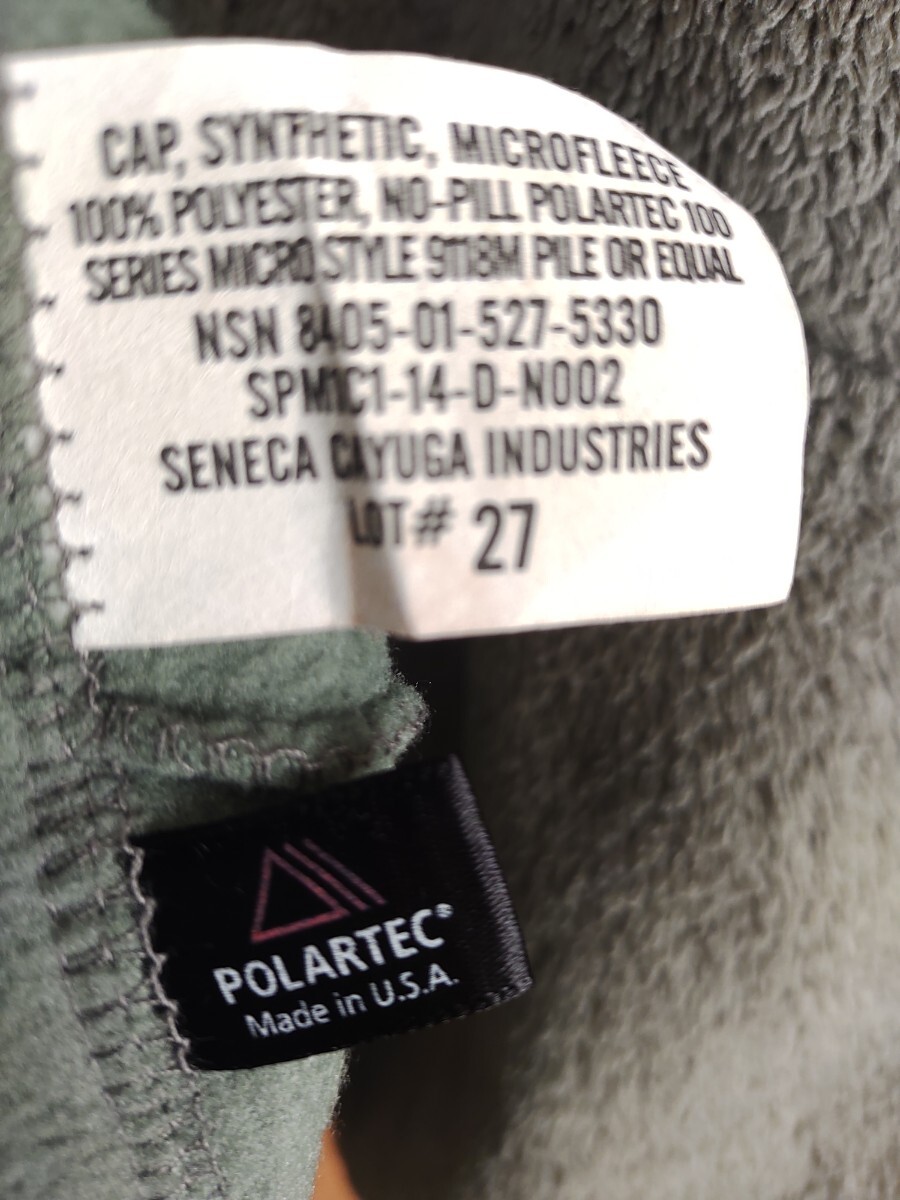 CAP, SYNTHETIC, MICROFLEECE
100% POLYESTER, NO-PILL POLARTEC 100
SERIES MICRO STYLE 9118M PILE OR EQUAL
NSN 8405-01-527-5330
SPM1C1-14-D-N002
SENECA CAYUGA INDUSTRIES
LOT# 27
POLARTEC®
Made in U.S.A.